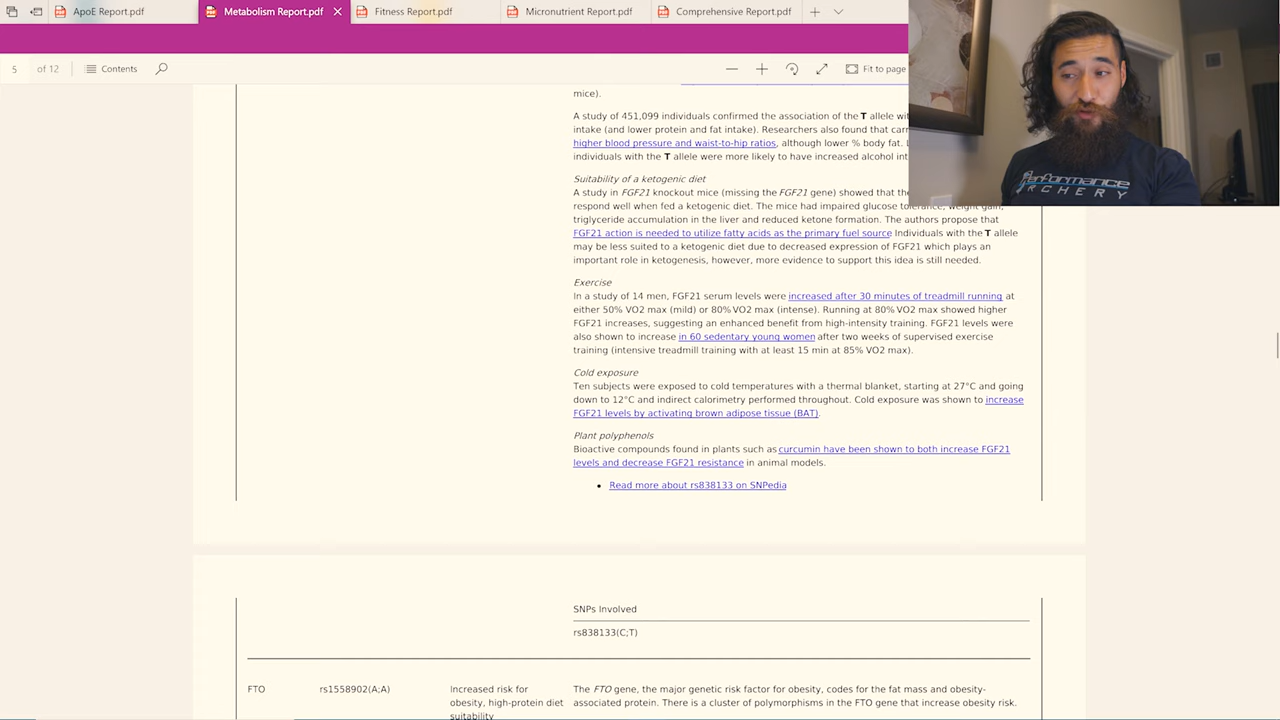 ApoE Report.pdf
Metabolism Report.pdf
Fitness Report.pdf
Micronutrient Report.pdf
Comprehensive Report.pdf
5 of 12
Contents
Fit to page
mice).
A study of 451,099 individuals confirmed the association of the T allele
intake (and lower protein and fat intake). Researchers also found that
higher blood pressure and waist-to-hip ratios, although lower % body fat.
individuals with the T allele were more likely to have increased alcohol
Suitability of a ketogenic diet
A study in FGF21 knockout mice (missing the FGF21 gene) showed that
respond well when fed a ketogenic diet. The mice had impaired glucose tolerance, weight gain,
triglyceride accumulation in the liver and reduced ketone formation. The authors propose that
FGF21 action is needed to utilize fatty acids as the primary fuel source Individuals with the T allele
may be less suited to a ketogenic diet due to decreased expression of FGF21 which plays an
important role in ketogenesis, however, more evidence to support this idea is still needed.
Exercise
In a study of 14 men, FGF21 serum levels were increased after 30 minutes of treadmill running at
either 50% VO2 max (mild) or 80% VO2 max (intense). Running at 80% VO2 max showed higher
FGF21 increases, suggesting an enhanced benefit from high-intensity training. FGF21 levels were
also shown to increase in 60 sedentary young women after two weeks of supervised exercise
training (intensive treadmill training with at least 15 min at 85% VO2 max).
Cold exposure
Ten subjects were exposed to cold temperatures with a thermal blanket, starting at 27°C and going
down to 12°C and indirect calorimetry performed throughout. Cold exposure was shown to increase
FGF21 levels by activating brown adipose tissue (BAT).
Plant polyphenols
Bioactive compounds found in plants such as curcumin have been shown to both increase FGF21
levels and decrease FGF21 resistance in animal models.
• Read more about rs838133 on SNPedia
SNPs Involved
rs838133(C;T)
FTO
rs1558902(A;A)
Increased risk for
obesity, high-protein diet
suitability
The FTO gene, the major genetic risk factor for obesity, codes for the fat mass and obesity-
associated protein. There is a cluster of polymorphisms in the FTO gene that increase obesity risk.
Performance
ARCHERY